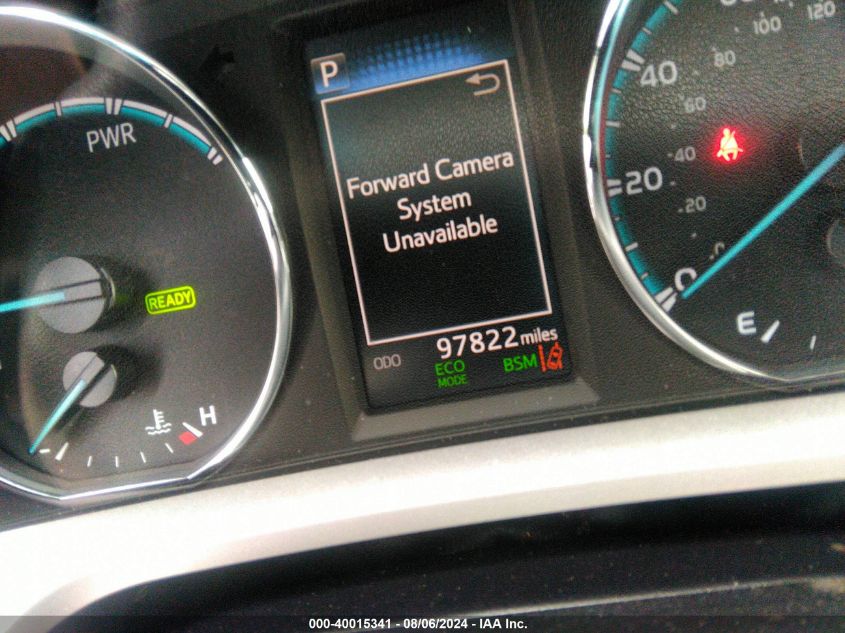 P
Forward Camera
System
Unavailable
ODO 97822 miles
ECO
MODE
BSM
PWR
READY
H
120
100
80
60
40
20
0
40
20
0
E
000-40015341 - 08/06/2024 - IAA Inc.